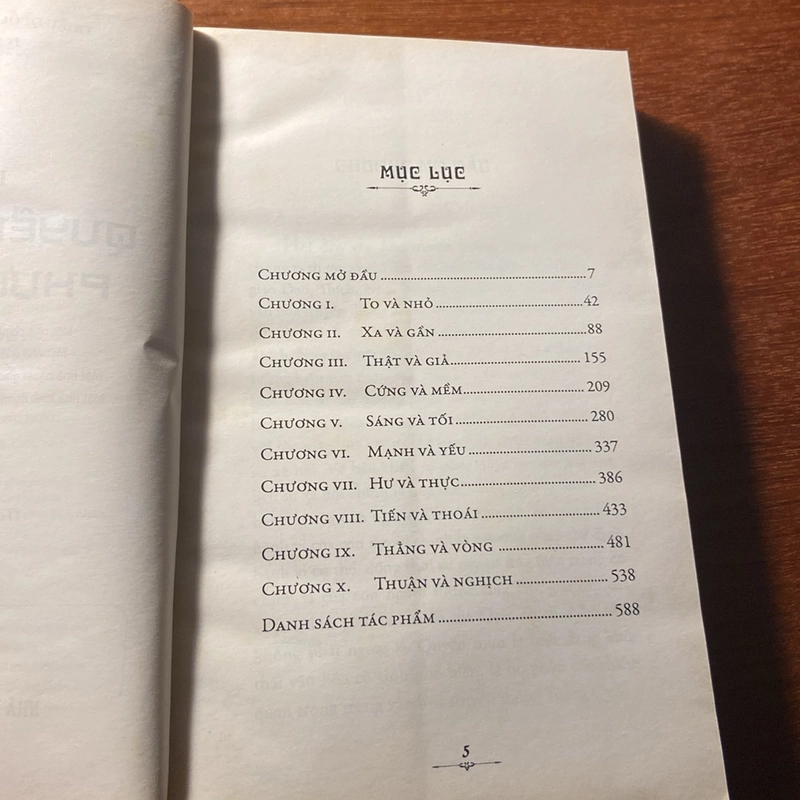 MỤC LỤC
CHƯƠNG MỞ ĐẦU ........................................................7
CHƯƠNG I. TO VÀ NHỎ ........................................42
CHƯƠNG II. XA VÀ GẦN ........................................88
CHƯƠNG III. THẬT VÀ GIẢ.................................... 155
CHƯƠNG IV. CỨNG VÀ MỀM.................................209
CHƯƠNG V. SÁNG VÀ TỐI ....................................280
CHƯƠNG VI. MẠNH VÀ YẾU .................................337
CHƯƠNG VII. HƯ VÀ THỰC.................................... 386
CHƯƠNG VIII. TIẾN VÀ THOÁI ...............................433
CHƯƠNG IX. THẲNG VÀ VÒNG .............................481
CHƯƠNG X. THUẬN VÀ NGHỊCH .........................538
DANH SÁCH TÁC PHẨM ...........................................588
5